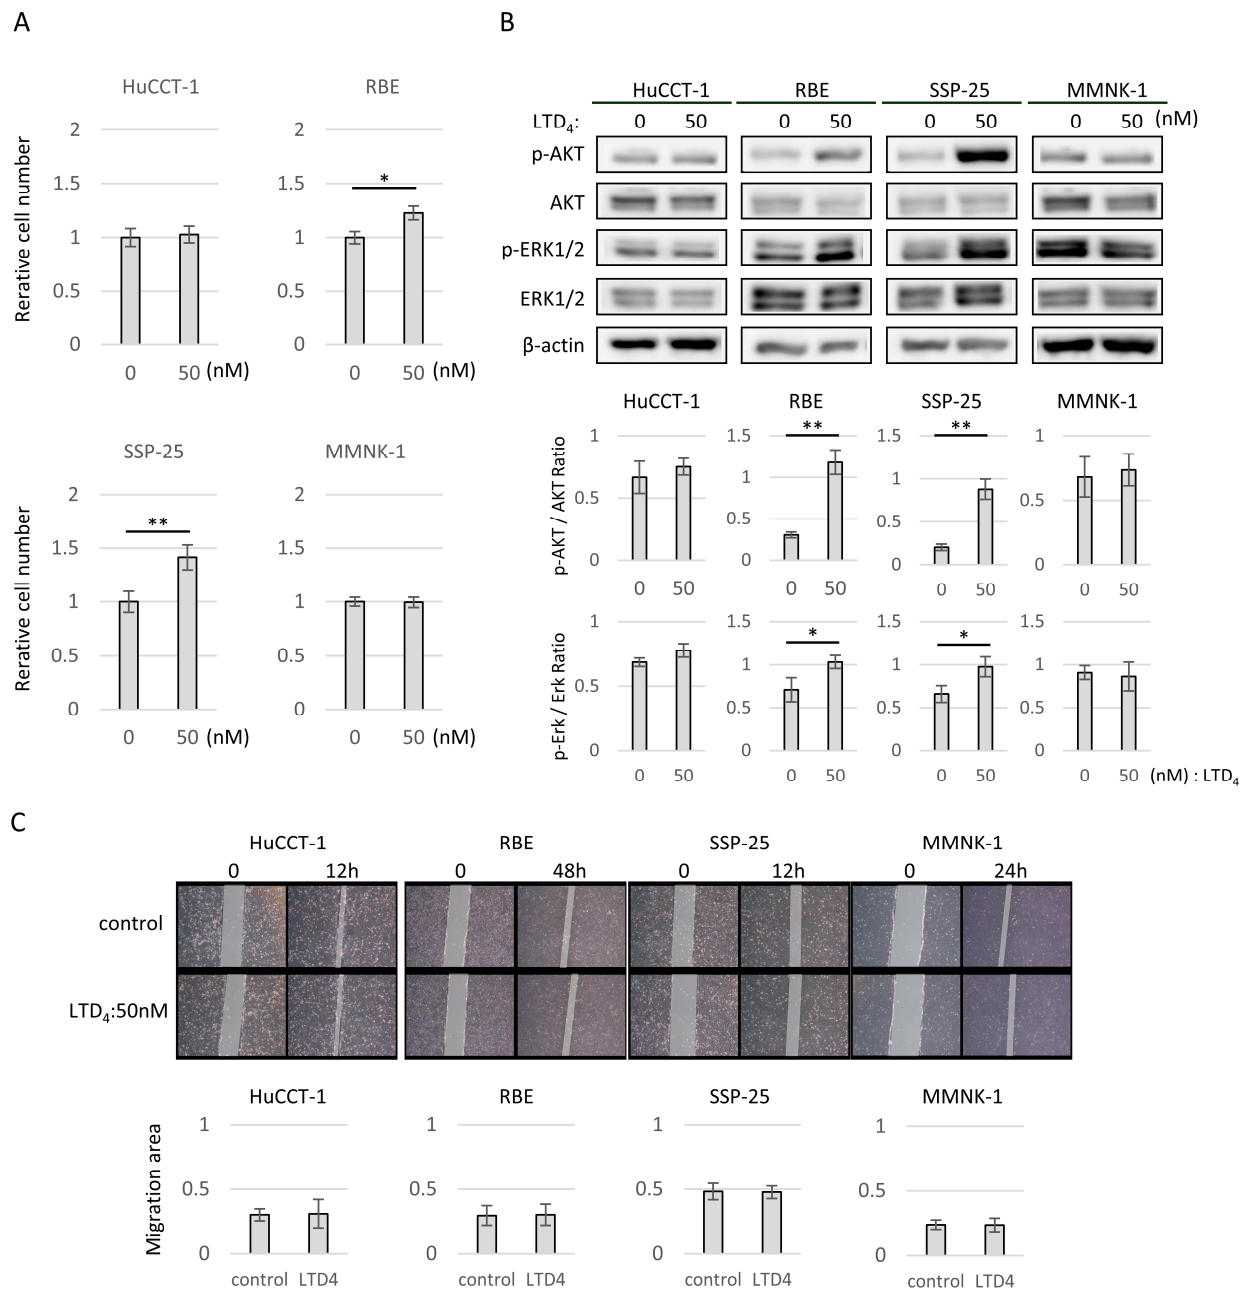 A
HuCCT-1
RBE
Rerative cell number
2
1.5
1
0.5
0
0 50 (nM)
2
1.5
1
0.5
0
*
0 50 (nM)
SSP-25
MMNK-1
Rerative cell number
2
1.5
1
0.5
0
**
0 50 (nM)
2
1.5
1
0.5
0
0 50 (nM)
B
HuCCT-1 RBE SSP-25 MMNK-1
LTD4: 0 50 0 50 0 50 0 50 (nM)
p-AKT
AKT
p-ERK1/2
ERK1/2
β-actin
HuCCT-1 RBE SSP-25 MMNK-1
p-AKT / AKT Ratio
1
0.5
0
0 50
1.5
1
0.5
0
**
0 50
1.5
1
0.5
0
**
0 50
1
0.5
0
0 50
p-Erk / Erk Ratio
1
0.5
0
0 50
1.5
1
0.5
0
*
0 50
1.5
1
0.5
0
*
0 50
1.5
1
0.5
0
0 50 (nM) : LTD4
C
HuCCT-1 RBE SSP-25 MMNK-1
0 12h 0 48h 0 12h 0 24h
control
LTD4:50nM
HuCCT-1 RBE SSP-25 MMNK-1
Migration area
1
0.5
0
control LTD4
1
0.5
0
control LTD4
1
0.5
0
control LTD4
1
0.5
0
control LTD4